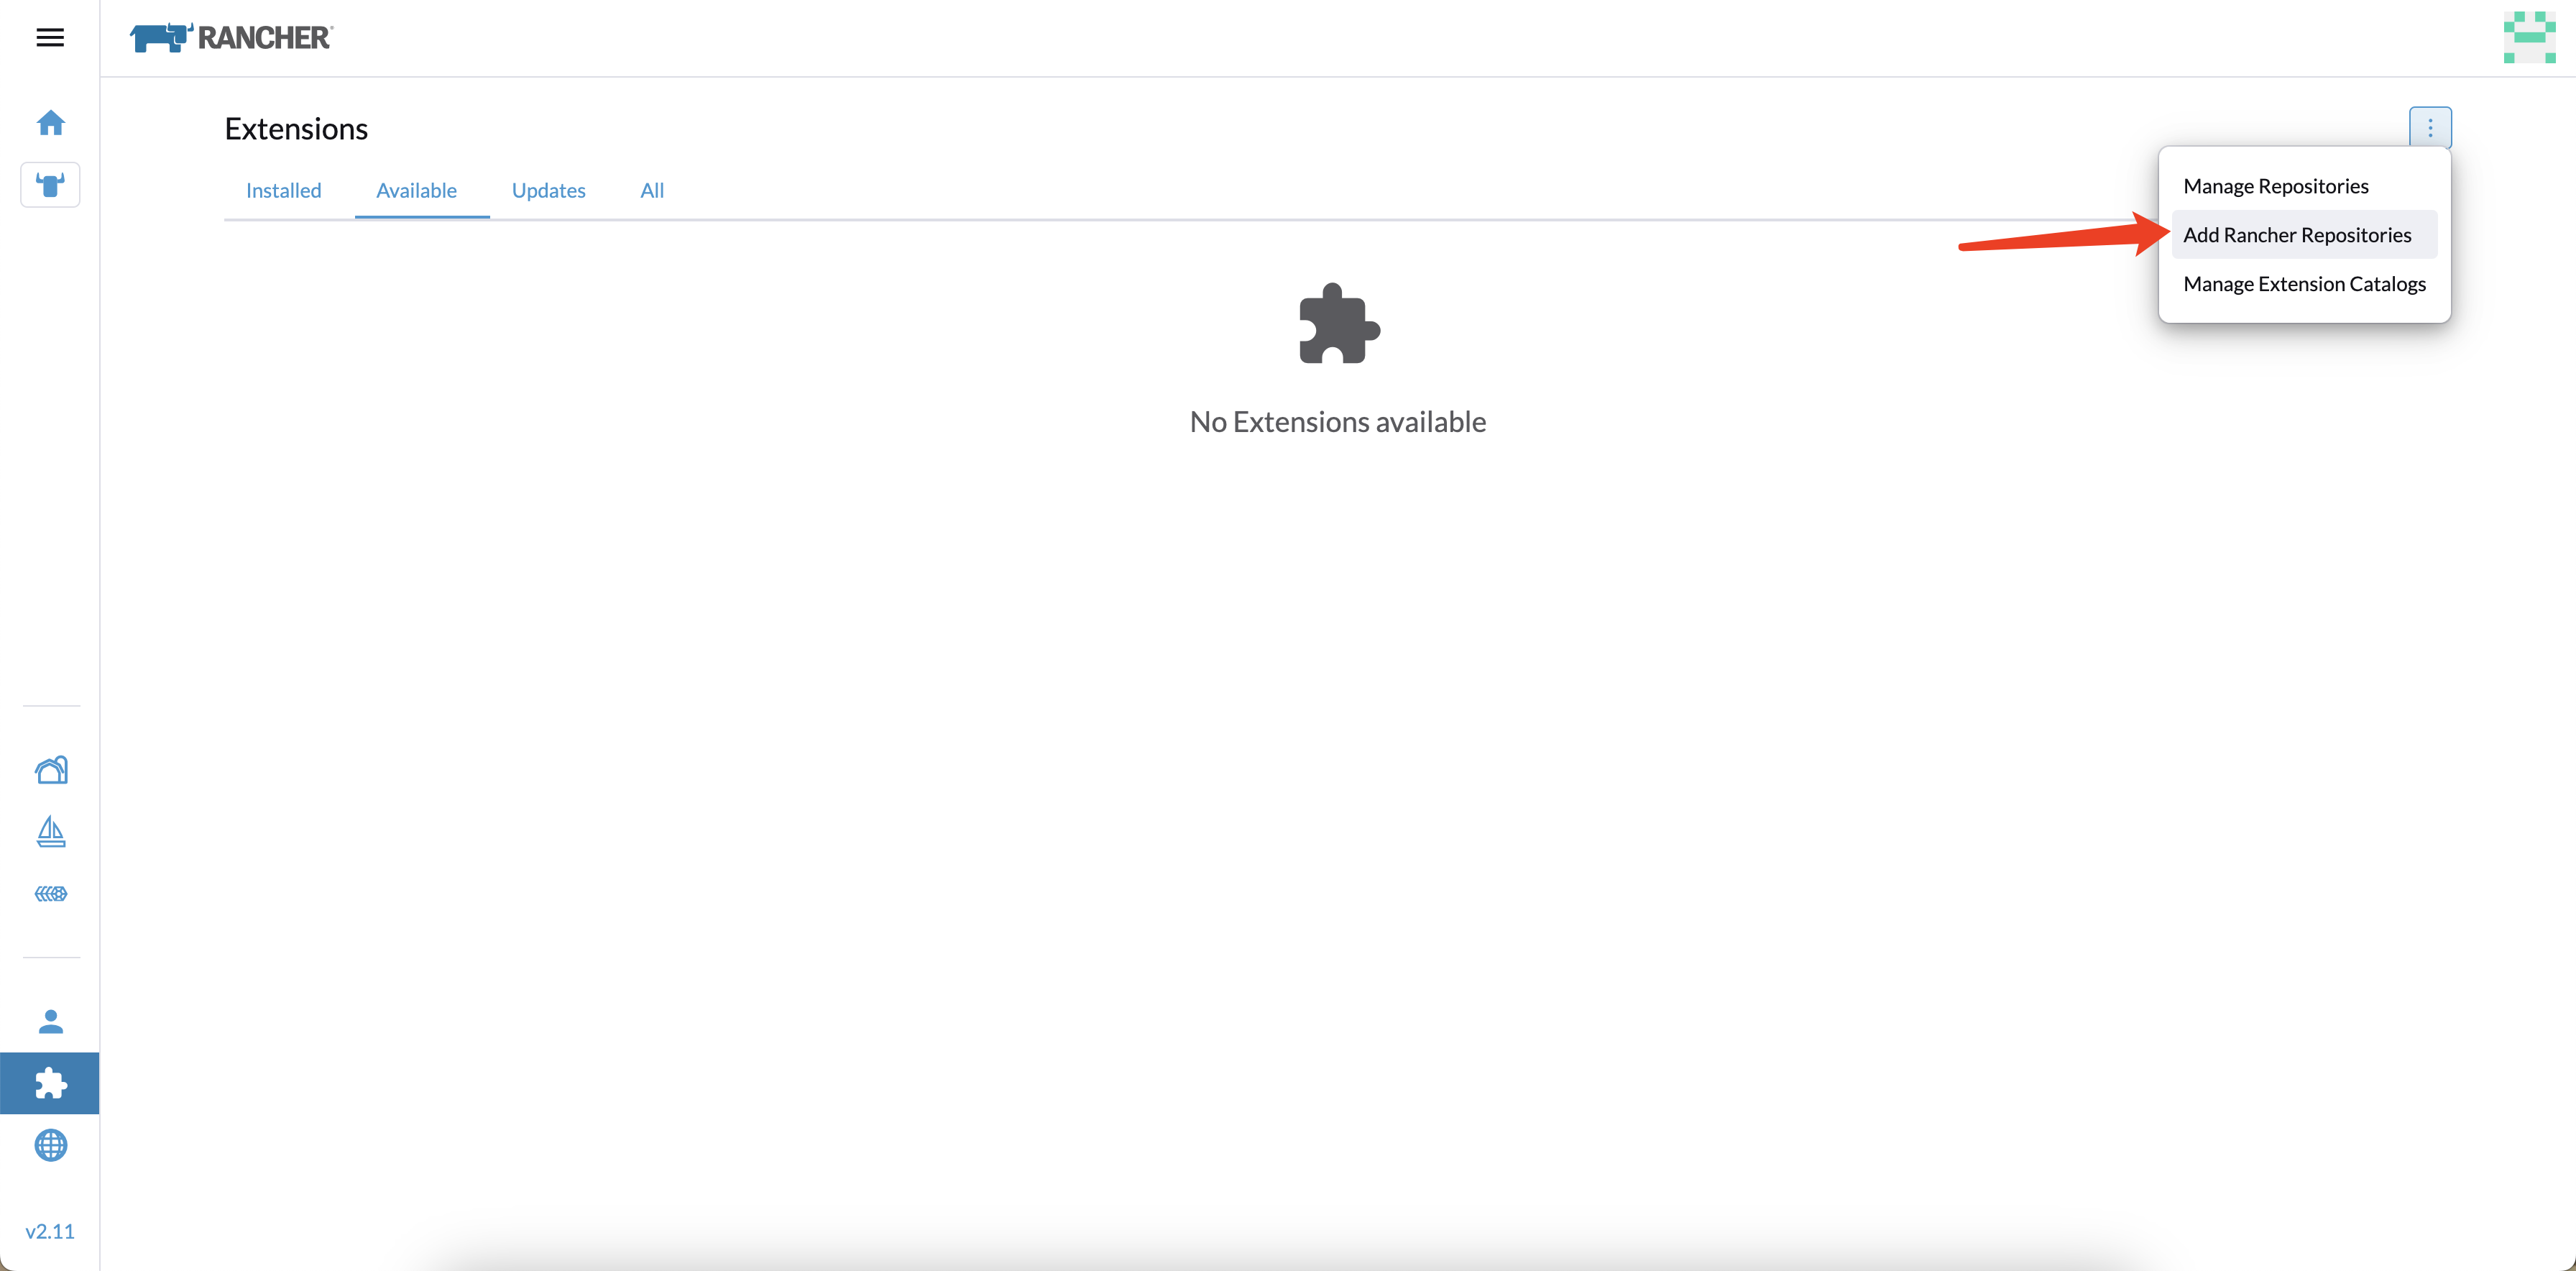 RANCHER
Extensions
Installed
Available
Updates
All
Manage Repositories
Add Rancher Repositories
Manage Extension Catalogs
No Extensions available
v2.11